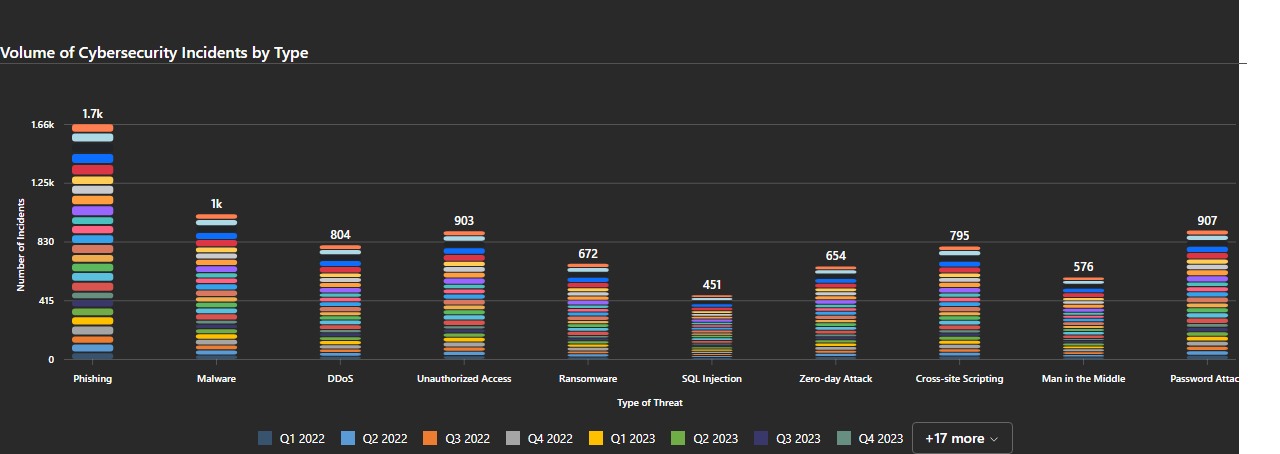 Volume of Cybersecurity Incidents by Type
1.7k
1.66k
1k
804
903
672
451
654
795
576
907
1.25k
830
415
0
Number of Incidents
Phishing Malware DDoS Unauthorized Access Ransomware SQL Injection Zero-day Attack Cross-site Scripting Man in the Middle Password Attac
Type of Threat
Q1 2022 Q2 2022 Q3 2022 Q4 2022 Q1 2023 Q2 2023 Q3 2023 Q4 2023 +17 more